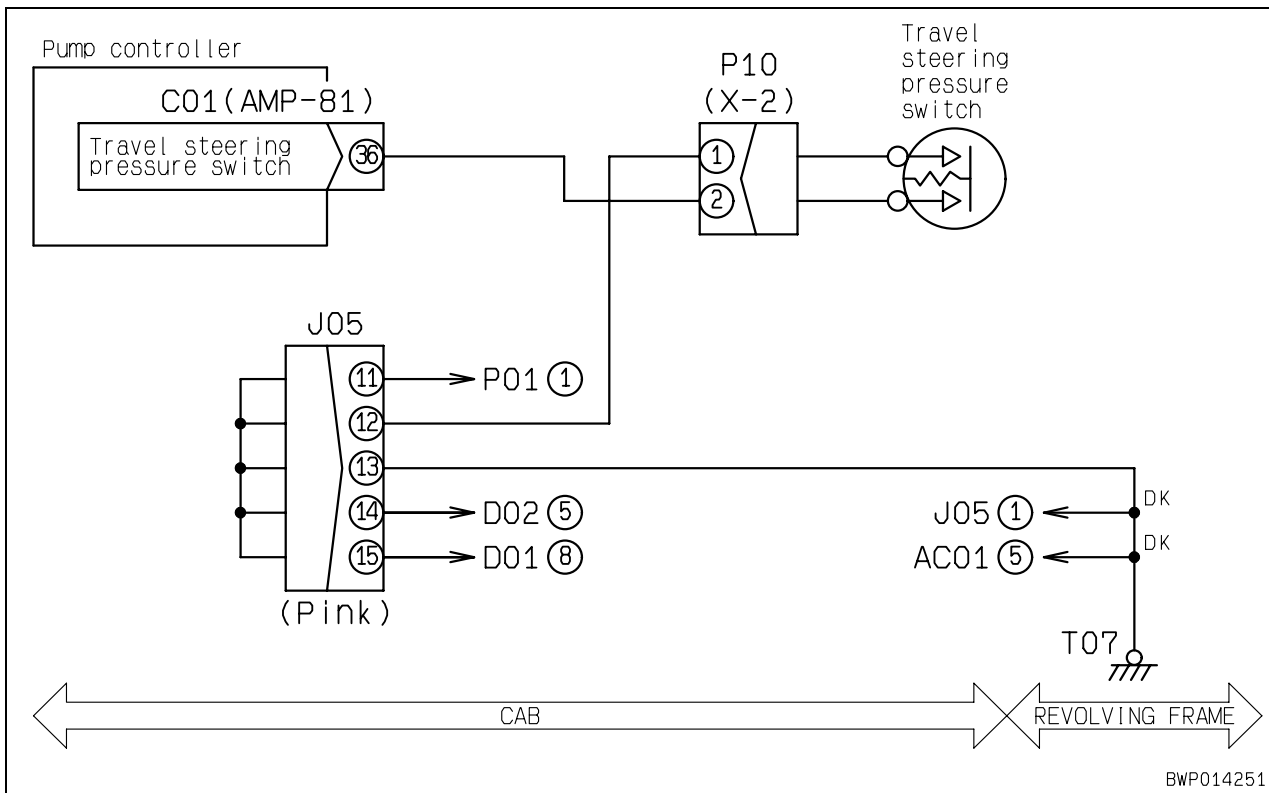 Pump controller
C01(AMP-81)
Travel steering
pressure switch
36
P10
(X-2)
1
2
Travel
steering
pressure
switch
J05
11
P01 1
12
13
14
D02 5
15
D01 8
(Pink)
J05 1
DK
AC01 5
DK
T07
CAB
REVOLVING FRAME
BWP014251